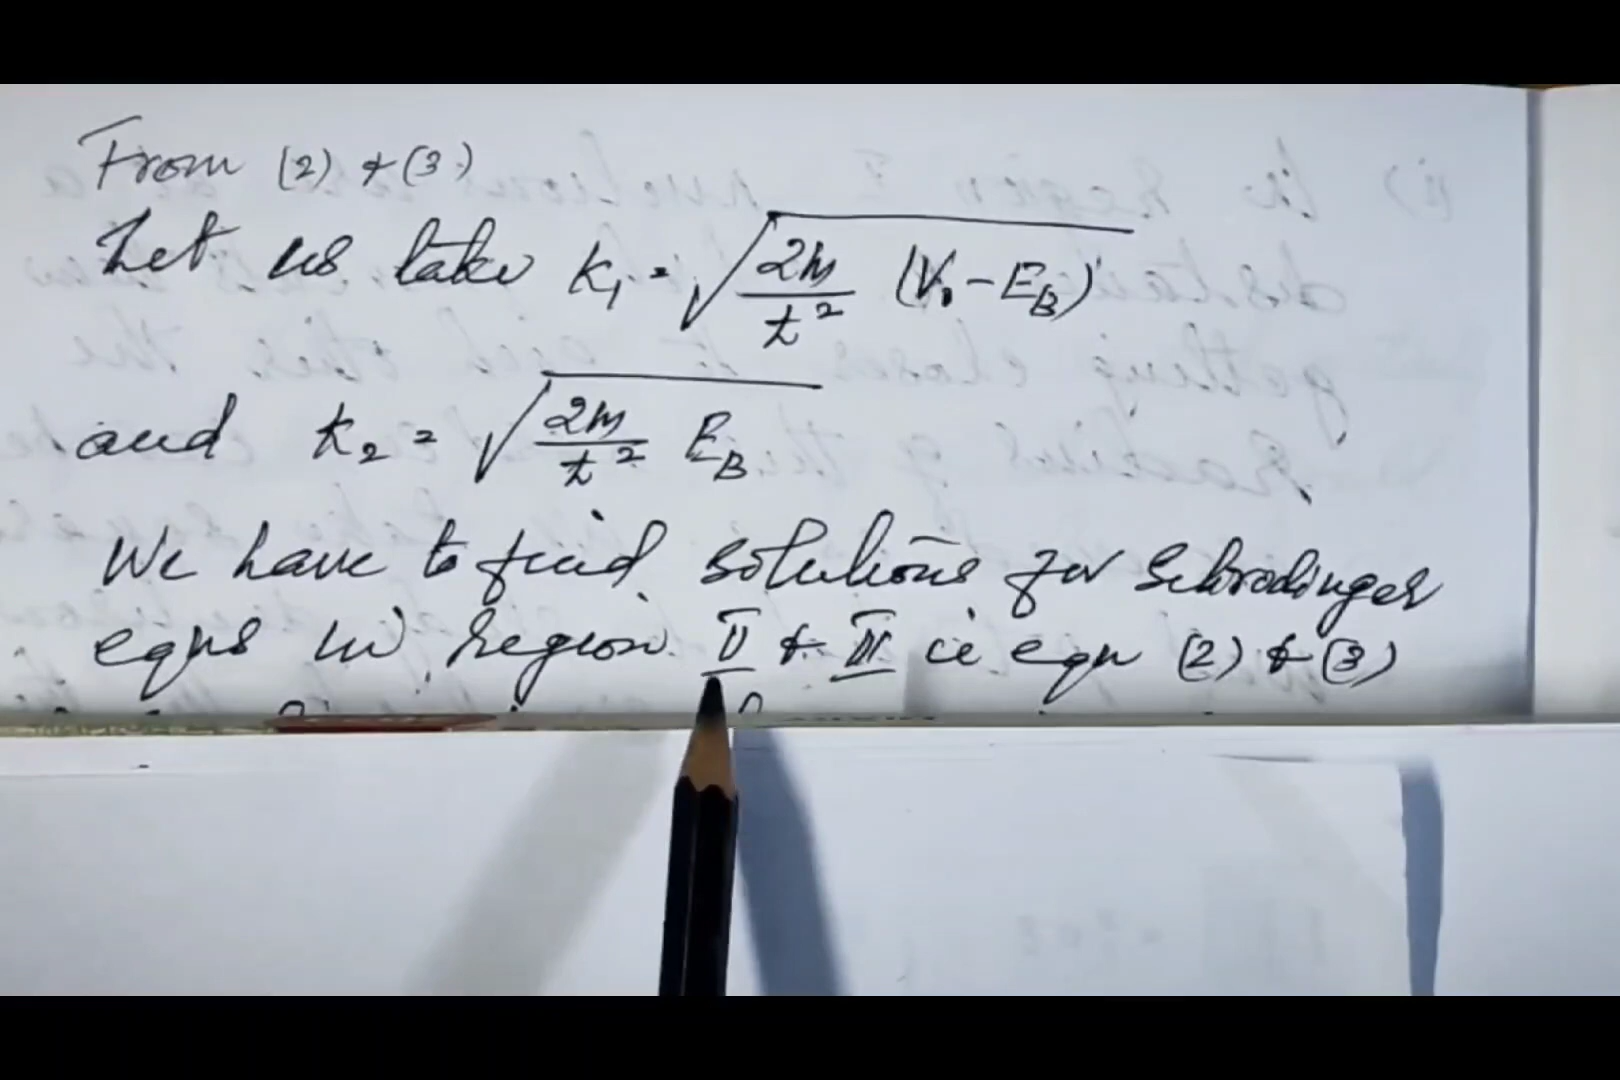 From (2) & (3)
Let us take K₁ = √(2m/ħ² (V₀ - E_B))
and K₂ = √(2m/ħ² E_B)
We have to find solutions for Schrodinger
eqns in region II & III ie eqn (2) & (3)